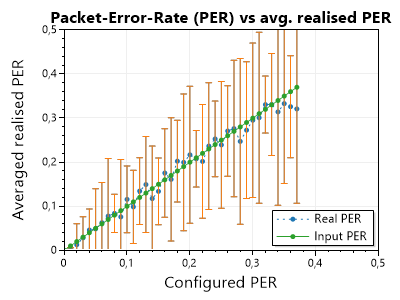 Packet-Error-Rate (PER) vs avg. realised PER
Averaged realised PER
0,5
0,4
0,3
0,2
0,1
0
0
0,1
0,2
0,3
0,4
0,5
Real PER
Input PER
Configured PER